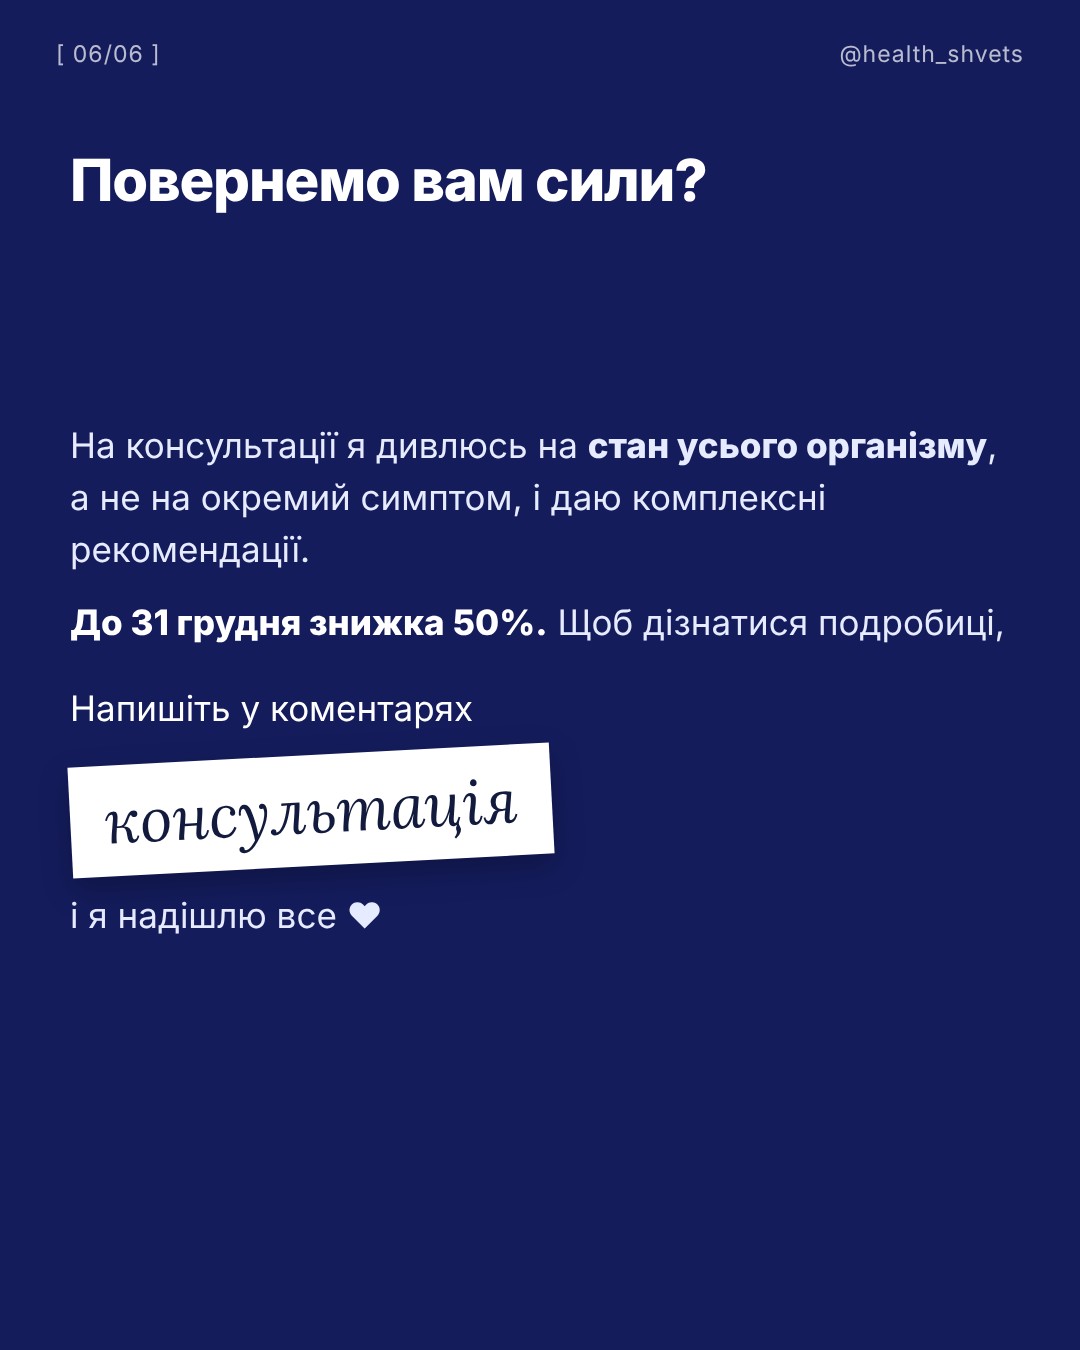 [ 06/06 ]
@health_shvets
Повернемо вам сили?
На консультації я дивлюсь на стан усього організму,
а не на окремий симптом, і даю комплексні
рекомендації.
До 31 грудня знижка 50%. Щоб дізнатися подробиці,
Напишіть у коментарях
консультація
і я надішлю все ♥